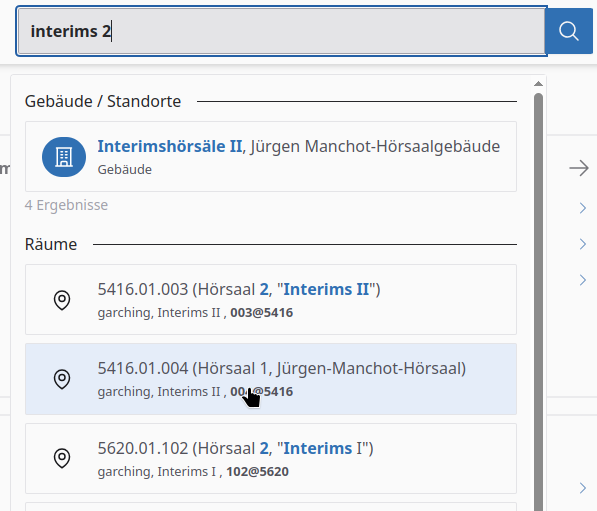 interims 2
Gebäude / Standorte
Interimshörsäle II, Jürgen Manchot-Hörsaalgebäude
Gebäude
4 Ergebnisse
Räume
5416.01.003 (Hörsaal 2, "Interims II")
garching, Interims II , 003@5416
5416.01.004 (Hörsaal 1, Jürgen-Manchot-Hörsaal)
garching, Interims II , 004@5416
5620.01.102 (Hörsaal 2, "Interims I")
garching, Interims I , 102@5620